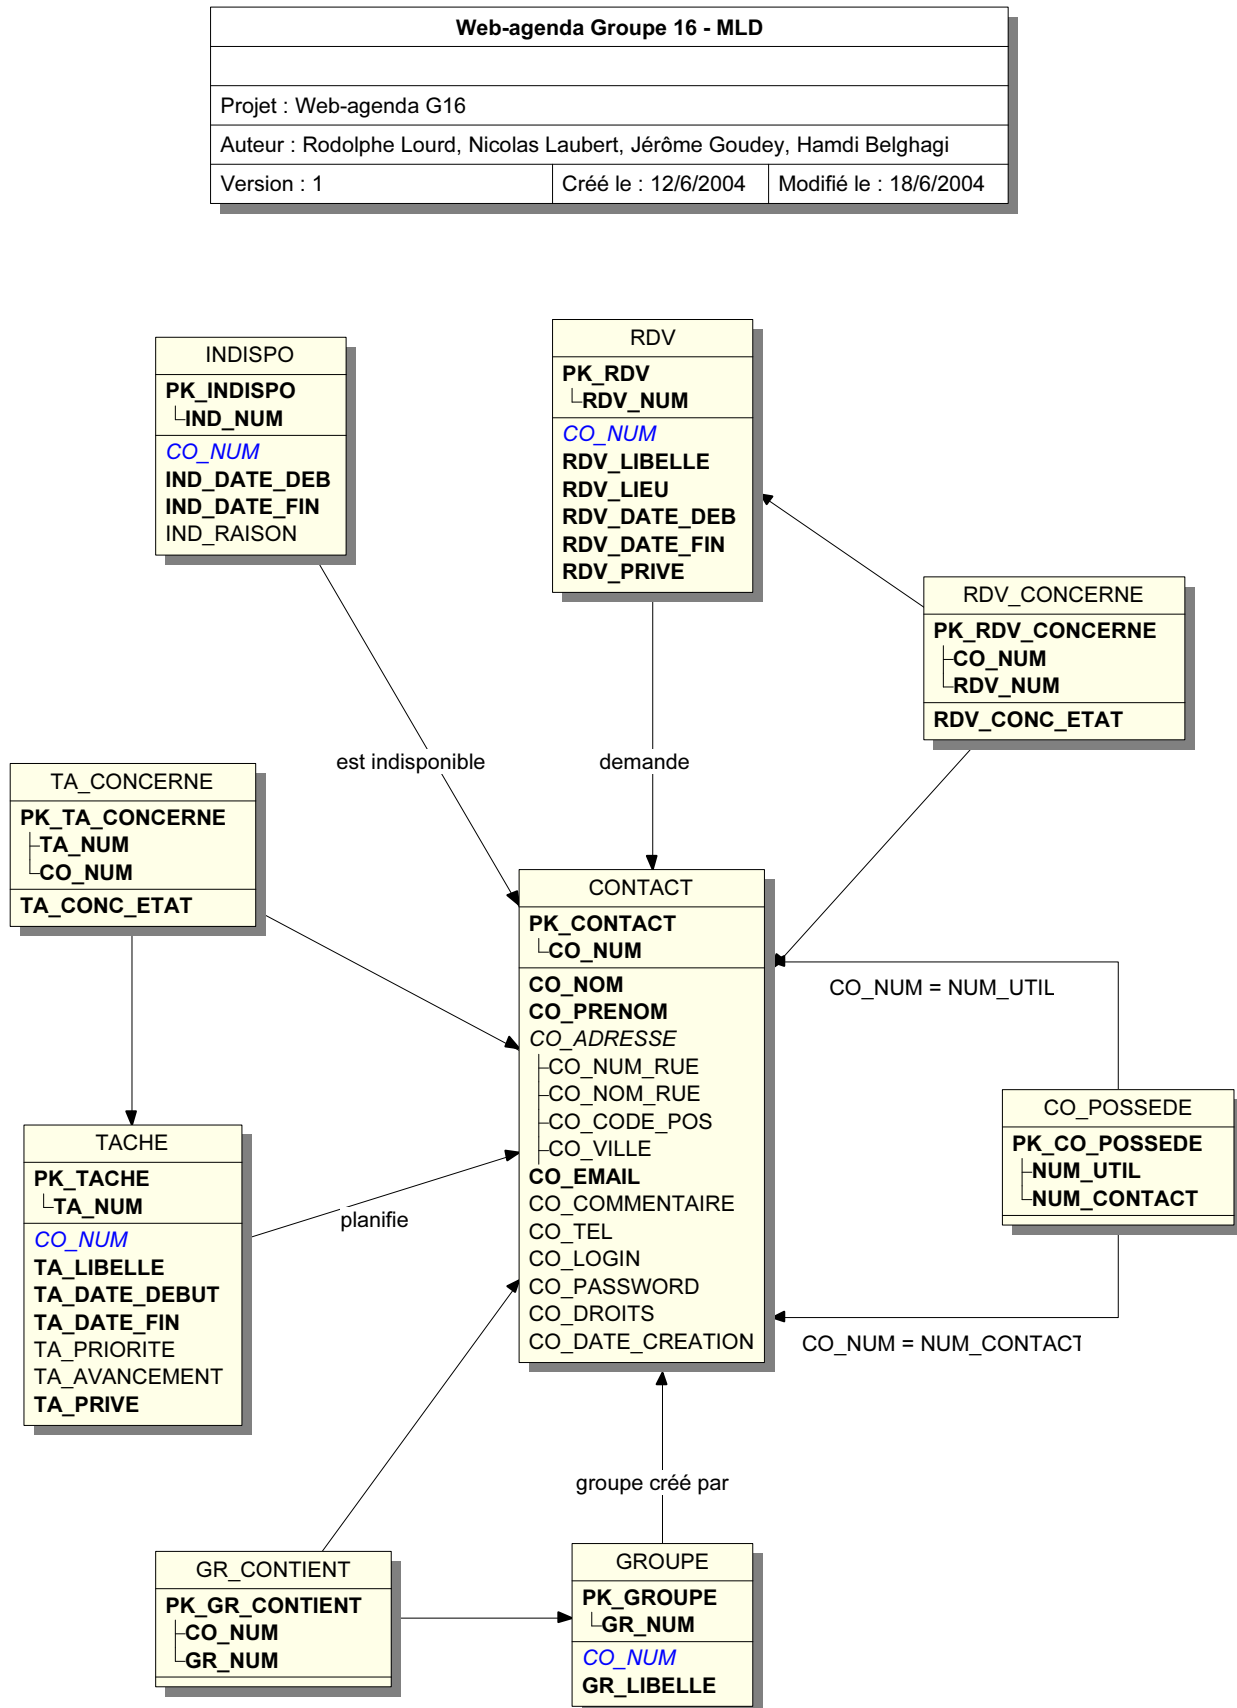 Web-agenda Groupe 16 - MLD
Projet : Web-agenda G16
Auteur : Rodolphe Lourd, Nicolas Laubert, Jérôme Goudey, Hamdi Belghagi
Version : 1
Créé le : 12/6/2004
Modifié le : 18/6/2004
INDISPO
PK_INDISPO
IND_NUM
CO_NUM
IND_DATE_DEB
IND_DATE_FIN
IND_RAISON
RDV
PK_RDV
RDV_NUM
CO_NUM
RDV_LIBELLE
RDV_LIEU
RDV_DATE_DEB
RDV_DATE_FIN
RDV_PRIVE
RDV_CONCERNE
PK_RDV_CONCERNE
CO_NUM
RDV_NUM
RDV_CONC_ETAT
est indisponible
demande
TA_CONCERNE
PK_TA_CONCERNE
TA_NUM
CO_NUM
TA_CONC_ETAT
CONTACT
PK_CONTACT
CO_NUM
CO_NOM
CO_PRENOM
CO_ADRESSE
CO_NUM_RUE
CO_NOM_RUE
CO_CODE_POS
CO_VILLE
CO_EMAIL
CO_COMMENTAIRE
CO_TEL
CO_LOGIN
CO_PASSWORD
CO_DROITS
CO_DATE_CREATION
CO_NUM = NUM_UTIL
CO_POSSEDE
PK_CO_POSSEDE
NUM_UTIL
NUM_CONTACT
CO_NUM = NUM_CONTACT
TACHE
PK_TACHE
TA_NUM
CO_NUM
TA_LIBELLE
TA_DATE_DEBUT
TA_DATE_FIN
TA_PRIORITE
TA_AVANCEMENT
TA_PRIVE
planifie
groupe créé par
GR_CONTIENT
PK_GR_CONTIENT
CO_NUM
GR_NUM
GROUPE
PK_GROUPE
GR_NUM
CO_NUM
GR_LIBELLE